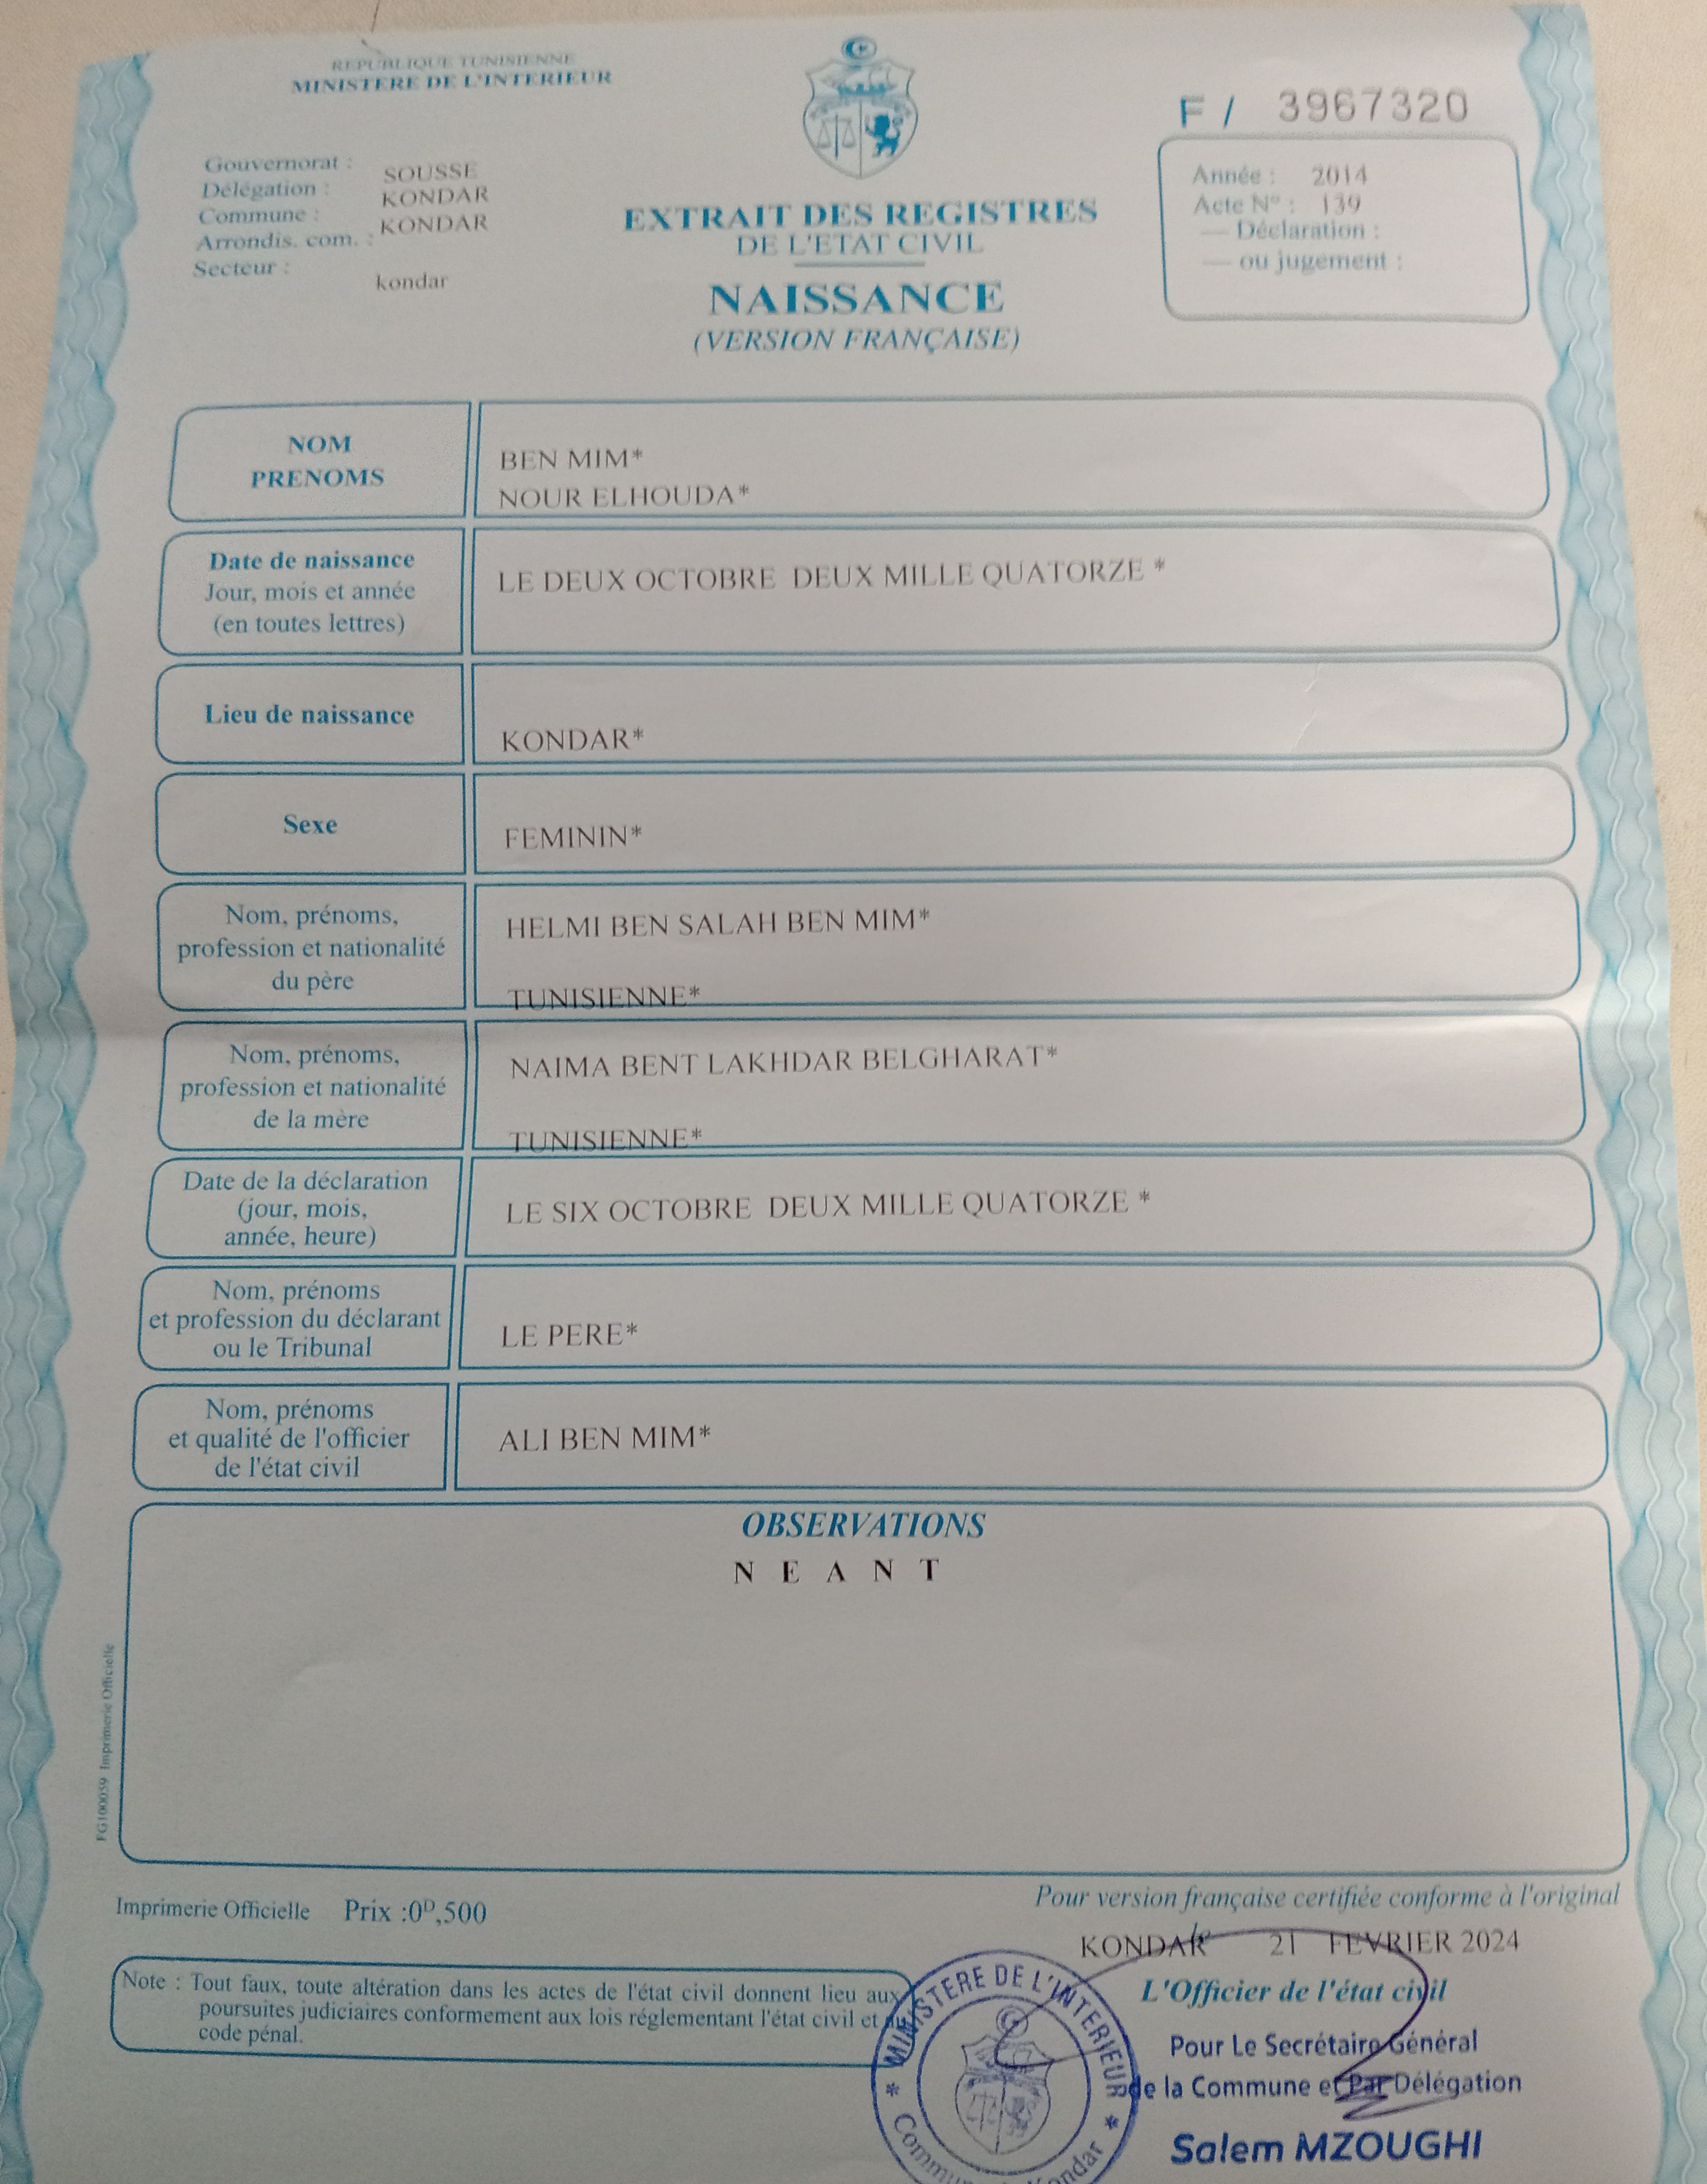 REPUBLIQUE TUNISIENNE
MINISTERE DE L'INTERIEUR
F / 3967320
Gouvernorat : SOUSSE
Délégation : KONDAR
Commune : KONDAR
Arrondis. com. :
Secteur : kondar
EXTRAIT DES REGISTRES
DE L'ETAT CIVIL
NAISSANCE
(VERSION FRANÇAISE)
Année : 2014
Acte N° : 139
— Déclaration :
— ou jugement :
NOM
PRENOMS
BEN MIM*
NOUR ELHOUDA*
Date de naissance
Jour, mois et année
(en toutes lettres)
LE DEUX OCTOBRE DEUX MILLE QUATORZE *
Lieu de naissance
KONDAR*
Sexe
FEMININ*
Nom, prénoms,
profession et nationalité
du père
HELMI BEN SALAH BEN MIM*
TUNISIENNE*
Nom, prénoms,
profession et nationalité
de la mère
NAIMA BENT LAKHDAR BELGHARAT*
TUNISIENNE*
Date de la déclaration
(jour, mois,
année, heure)
LE SIX OCTOBRE DEUX MILLE QUATORZE *
Nom, prénoms
et profession du déclarant
ou le Tribunal
LE PERE*
Nom, prénoms
et qualité de l'officier
de l'état civil
ALI BEN MIM*
OBSERVATIONS
N E A N T
FG100059 Imprimerie Officielle
Imprimerie Officielle Prix :0ᴰ,500
Pour version française certifiée conforme à l'original
KONDAR le 21 FEVRIER 2024
L'Officier de l'état civil
Note : Tout faux, toute altération dans les actes de l'état civil donnent lieu aux
poursuites judiciaires conformement aux lois réglementant l'état civil et
code pénal.
* MINISTERE DE L'INTERIEUR *
Commune Kondar
Pour Le Secrétaire Général
de la Commune et Par Délégation
Salem MZOUGHI